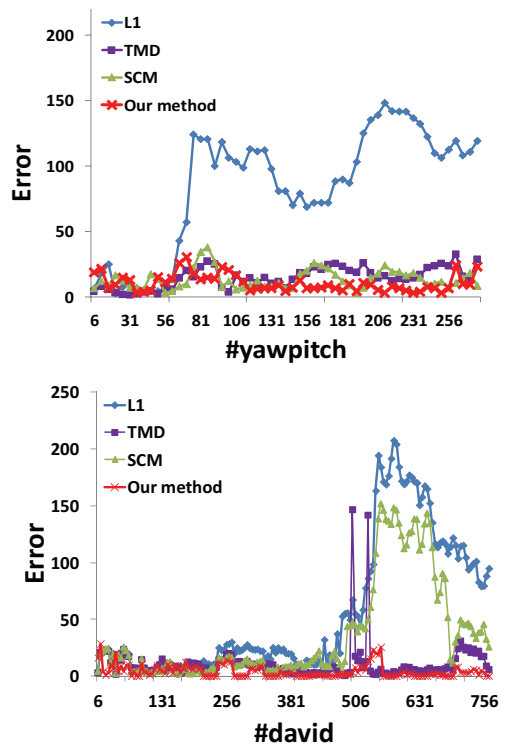 200
150
100
50
0
Error
L1
TMD
SCM
Our method
6 31 56 81 106 131 156 181 206 231 256
#yawpitch
250
200
150
100
50
0
Error
L1
TMD
SCM
Our method
6 131 256 381 506 631 756
#david